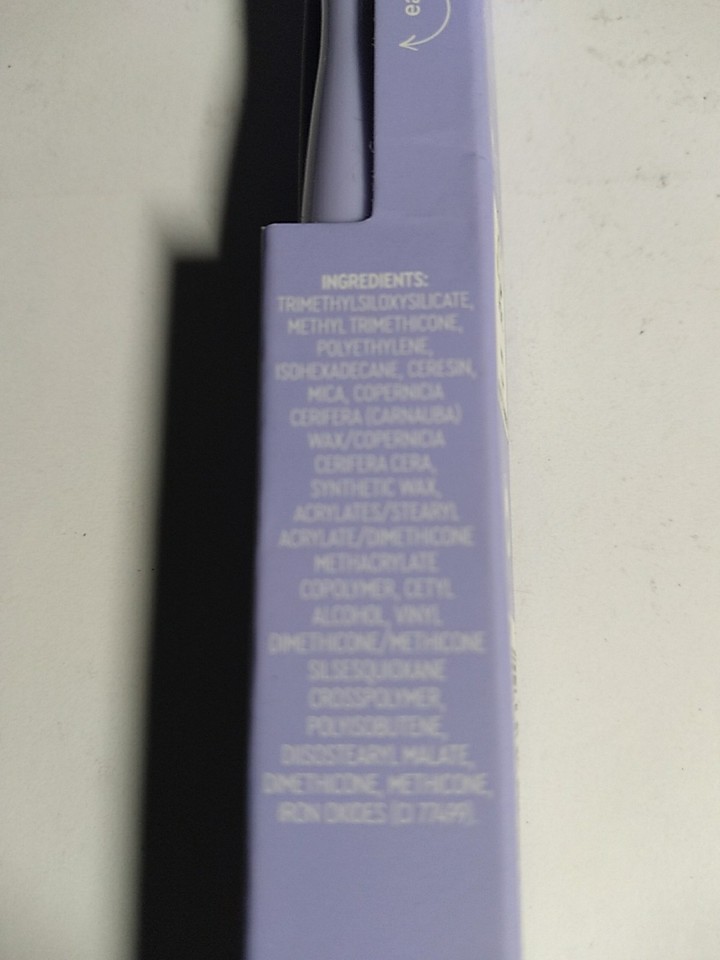 ea
INGREDIENTS:
TRIMETHYLSILOXYSILICATE,
METHYL TRIMETHICONE,
POLYETHYLENE,
ISOHEXADECANE, CERESIN,
MICA, COPERNICIA
CERIFERA (CARNAUBA)
WAX/COPERNICIA
CERIFERA CERA,
SYNTHETIC WAX,
ACRYLATES/STEARYL
ACRYLATE/DIMETHICONE
METHACRYLATE
COPOLYMER, CETYL
ALCOHOL, VINYL
DIMETHICONE/METHICONE
SILSESQUIOXANE
CROSSPOLYMER,
POLYISOBUTENE,
DIISOSTEARYL MALATE,
DIMETHICONE, METHICONE,
IRON OXIDES (CI 77499).